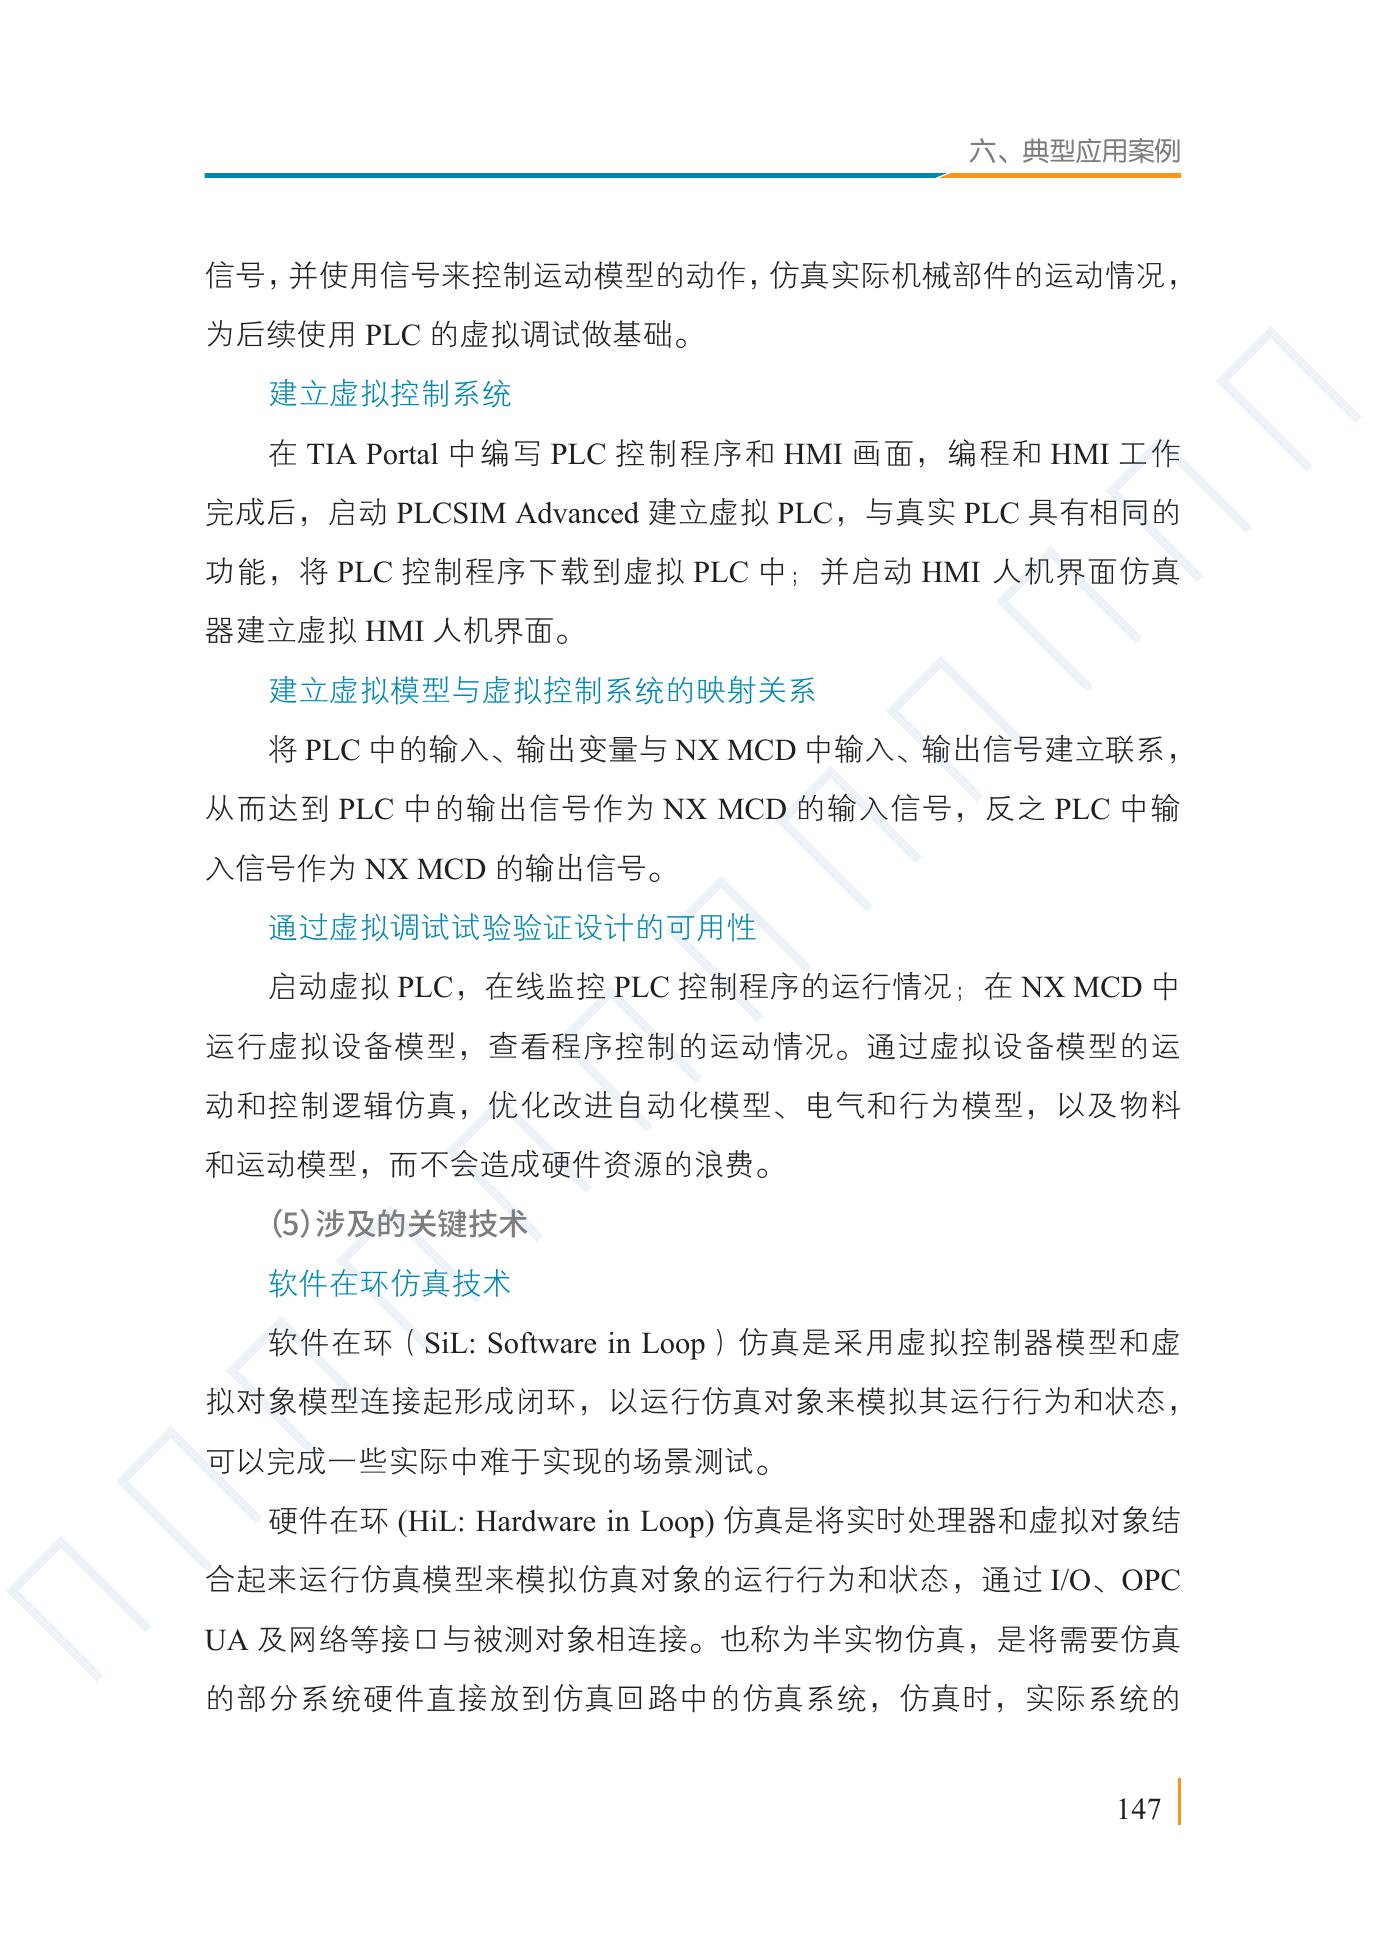 六、典型应用案例
信号，并使用信号来控制运动模型的动作，仿真实际机械部件的运动情况，
为后续使用 PLC 的虚拟调试做基础。
建立虚拟控制系统
在 TIA Portal 中编写 PLC 控制程序和 HMI 画面，编程和 HMI 工作
完成后，启动 PLCSIM Advanced 建立虚拟 PLC，与真实 PLC 具有相同的
功能，将 PLC 控制程序下载到虚拟 PLC 中；并启动 HMI 人机界面仿真
器建立虚拟 HMI 人机界面。
建立虚拟模型与虚拟控制系统的映射关系
将 PLC 中的输入、输出变量与 NX MCD 中输入、输出信号建立联系，
从而达到 PLC 中的输出信号作为 NX MCD 的输入信号，反之 PLC 中输
入信号作为 NX MCD 的输出信号。
通过虚拟调试试验验证设计的可用性
启动虚拟 PLC，在线监控 PLC 控制程序的运行情况；在 NX MCD 中
运行虚拟设备模型，查看程序控制的运动情况。通过虚拟设备模型的运
动和控制逻辑仿真，优化改进自动化模型、电气和行为模型，以及物料
和运动模型，而不会造成硬件资源的浪费。
（5）涉及的关键技术
软件在环仿真技术
软件在环（SiL: Software in Loop）仿真是采用虚拟控制器模型和虚
拟对象模型连接起形成闭环，以运行仿真对象来模拟其运行行为和状态，
可以完成一些实际中难于实现的场景测试。
硬件在环 (HiL: Hardware in Loop) 仿真是将实时处理器和虚拟对象结
合起来运行仿真模型来模拟仿真对象的运行行为和状态，通过 I/O、OPC
UA 及网络等接口与被测对象相连接。也称为半实物仿真，是将需要仿真
的部分系统硬件直接放到仿真回路中的仿真系统，仿真时，实际系统的
147